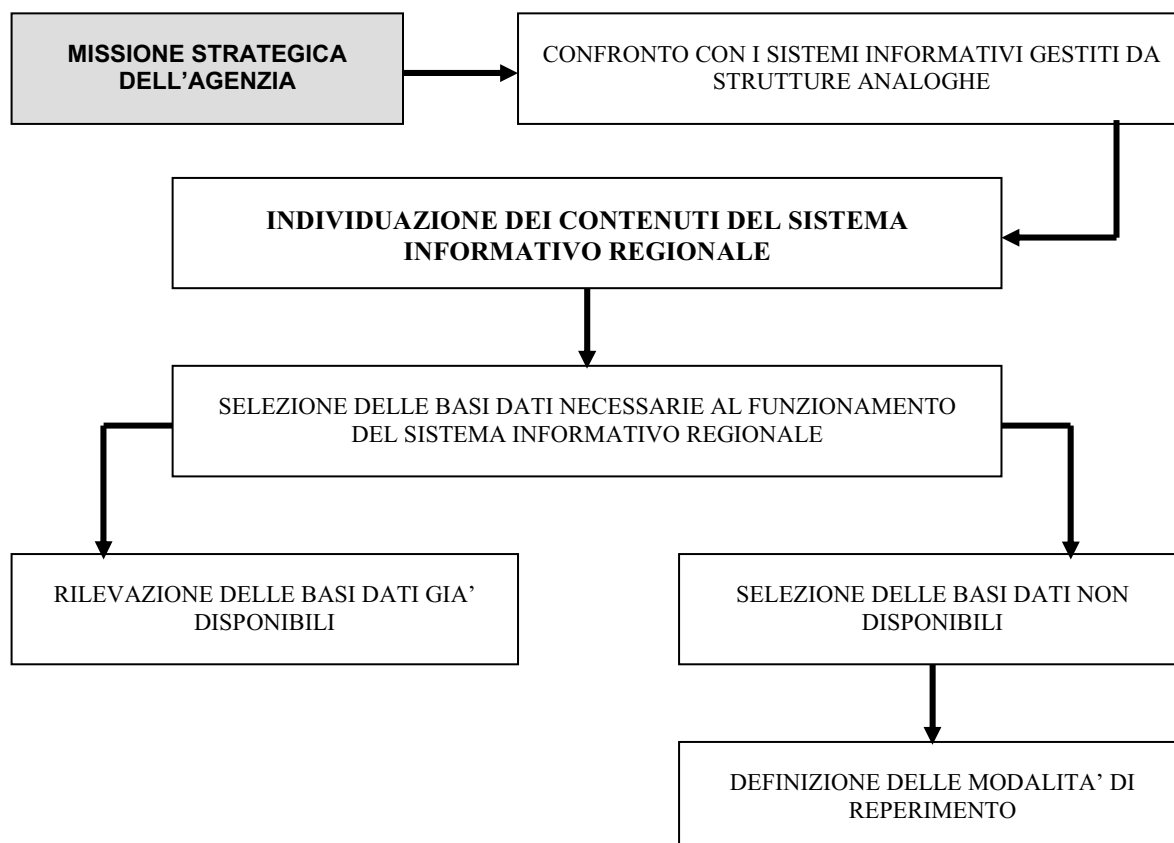 MISSIONE STRATEGICA
DELL’AGENZIA
CONFRONTO CON I SISTEMI INFORMATIVI GESTITI DA
STRUTTURE ANALOGHE
INDIVIDUAZIONE DEI CONTENUTI DEL SISTEMA
INFORMATIVO REGIONALE
SELEZIONE DELLE BASI DATI NECESSARIE AL FUNZIONAMENTO
DEL SISTEMA INFORMATIVO REGIONALE
RILEVAZIONE DELLE BASI DATI GIA’
DISPONIBILI
SELEZIONE DELLE BASI DATI NON
DISPONIBILI
DEFINIZIONE DELLE MODALITA’ DI
REPERIMENTO